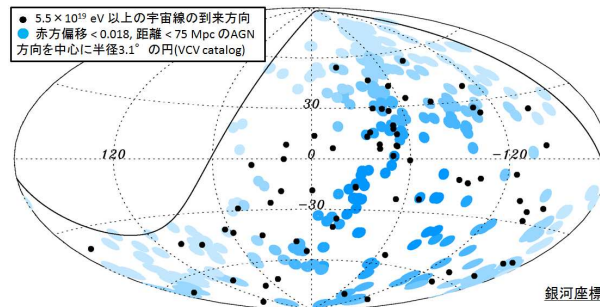 5.5×10¹⁹ eV 以上の宇宙線の到来方向
赤方偏移 < 0.018, 距離 < 75 Mpc のAGN
方向を中心に半径3.1°の円(VCV catalog)
30
120
0
-120
-30
銀河座標